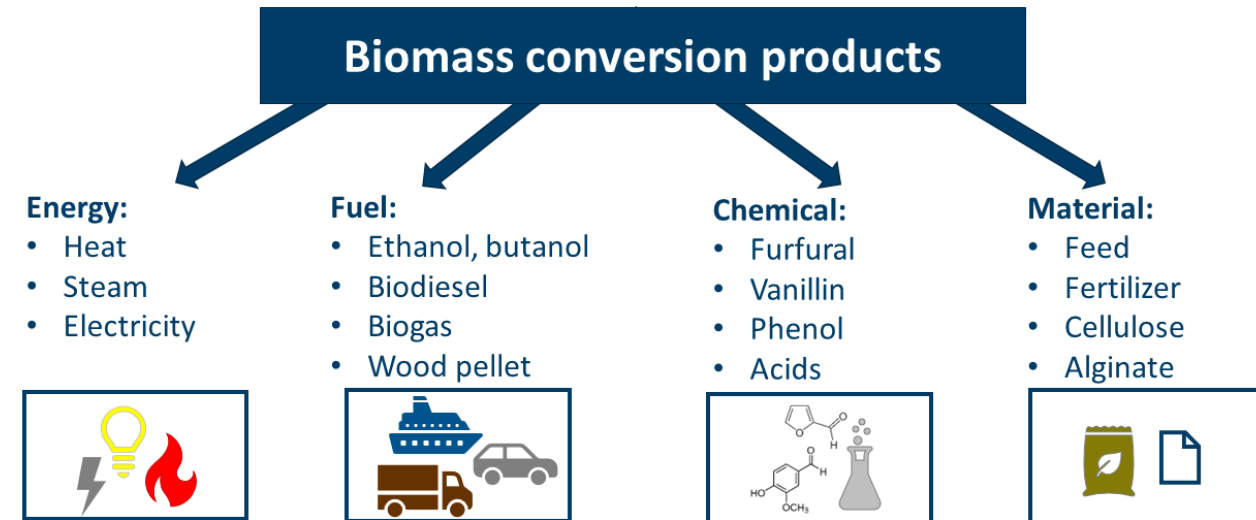 Biomass conversion products
Energy:
• Heat
• Steam
• Electricity
Fuel:
• Ethanol, butanol
• Biodiesel
• Biogas
• Wood pellet
Chemical:
• Furfural
• Vanillin
• Phenol
• Acids
O
O
H
O
H
HO
OCH₃
Material:
• Feed
• Fertilizer
• Cellulose
• Alginate